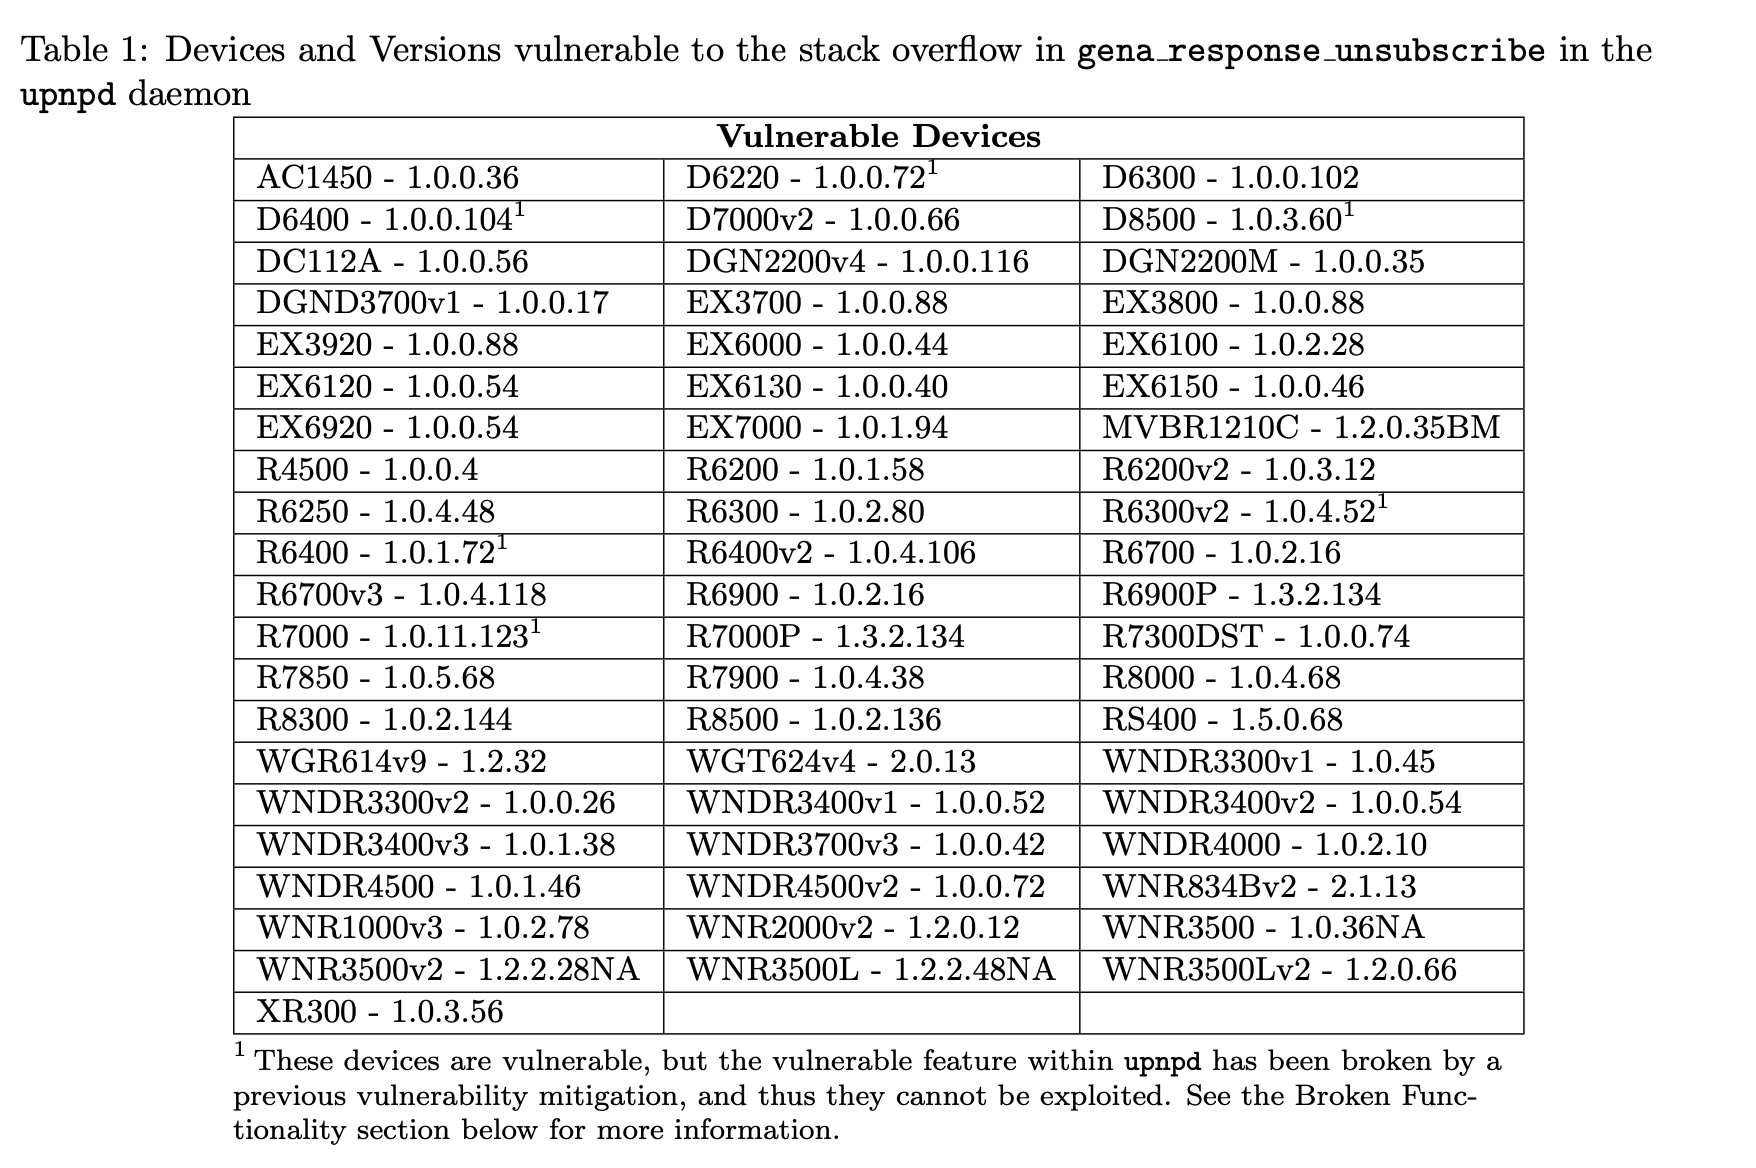 Table 1: Devices and Versions vulnerable to the stack overflow in gena_response_unsubscribe in the
upnpd daemon
Vulnerable Devices
AC1450 - 1.0.0.36 D6220 - 1.0.0.72¹ D6300 - 1.0.0.102
D6400 - 1.0.0.104¹ D7000v2 - 1.0.0.66 D8500 - 1.0.3.60¹
DC112A - 1.0.0.56 DGN2200v4 - 1.0.0.116 DGN2200M - 1.0.0.35
DGND3700v1 - 1.0.0.17 EX3700 - 1.0.0.88 EX3800 - 1.0.0.88
EX3920 - 1.0.0.88 EX6000 - 1.0.0.44 EX6100 - 1.0.2.28
EX6120 - 1.0.0.54 EX6130 - 1.0.0.40 EX6150 - 1.0.0.46
EX6920 - 1.0.0.54 EX7000 - 1.0.1.94 MVBR1210C - 1.2.0.35BM
R4500 - 1.0.0.4 R6200 - 1.0.1.58 R6200v2 - 1.0.3.12
R6250 - 1.0.4.48 R6300 - 1.0.2.80 R6300v2 - 1.0.4.52¹
R6400 - 1.0.1.72¹ R6400v2 - 1.0.4.106 R6700 - 1.0.2.16
R6700v3 - 1.0.4.118 R6900 - 1.0.2.16 R6900P - 1.3.2.134
R7000 - 1.0.11.123¹ R7000P - 1.3.2.134 R7300DST - 1.0.0.74
R7850 - 1.0.5.68 R7900 - 1.0.4.38 R8000 - 1.0.4.68
R8300 - 1.0.2.144 R8500 - 1.0.2.136 RS400 - 1.5.0.68
WGR614v9 - 1.2.32 WGT624v4 - 2.0.13 WNDR3300v1 - 1.0.45
WNDR3300v2 - 1.0.0.26 WNDR3400v1 - 1.0.0.52 WNDR3400v2 - 1.0.0.54
WNDR3400v3 - 1.0.1.38 WNDR3700v3 - 1.0.0.42 WNDR4000 - 1.0.2.10
WNDR4500 - 1.0.1.46 WNDR4500v2 - 1.0.0.72 WNR834Bv2 - 2.1.13
WNR1000v3 - 1.0.2.78 WNR2000v2 - 1.2.0.12 WNR3500 - 1.0.36NA
WNR3500v2 - 1.2.2.28NA WNR3500L - 1.2.2.48NA WNR3500Lv2 - 1.2.0.66
XR300 - 1.0.3.56
¹ These devices are vulnerable, but the vulnerable feature within upnpd has been broken by a
previous vulnerability mitigation, and thus they cannot be exploited. See the Broken Func-
tionality section below for more information.